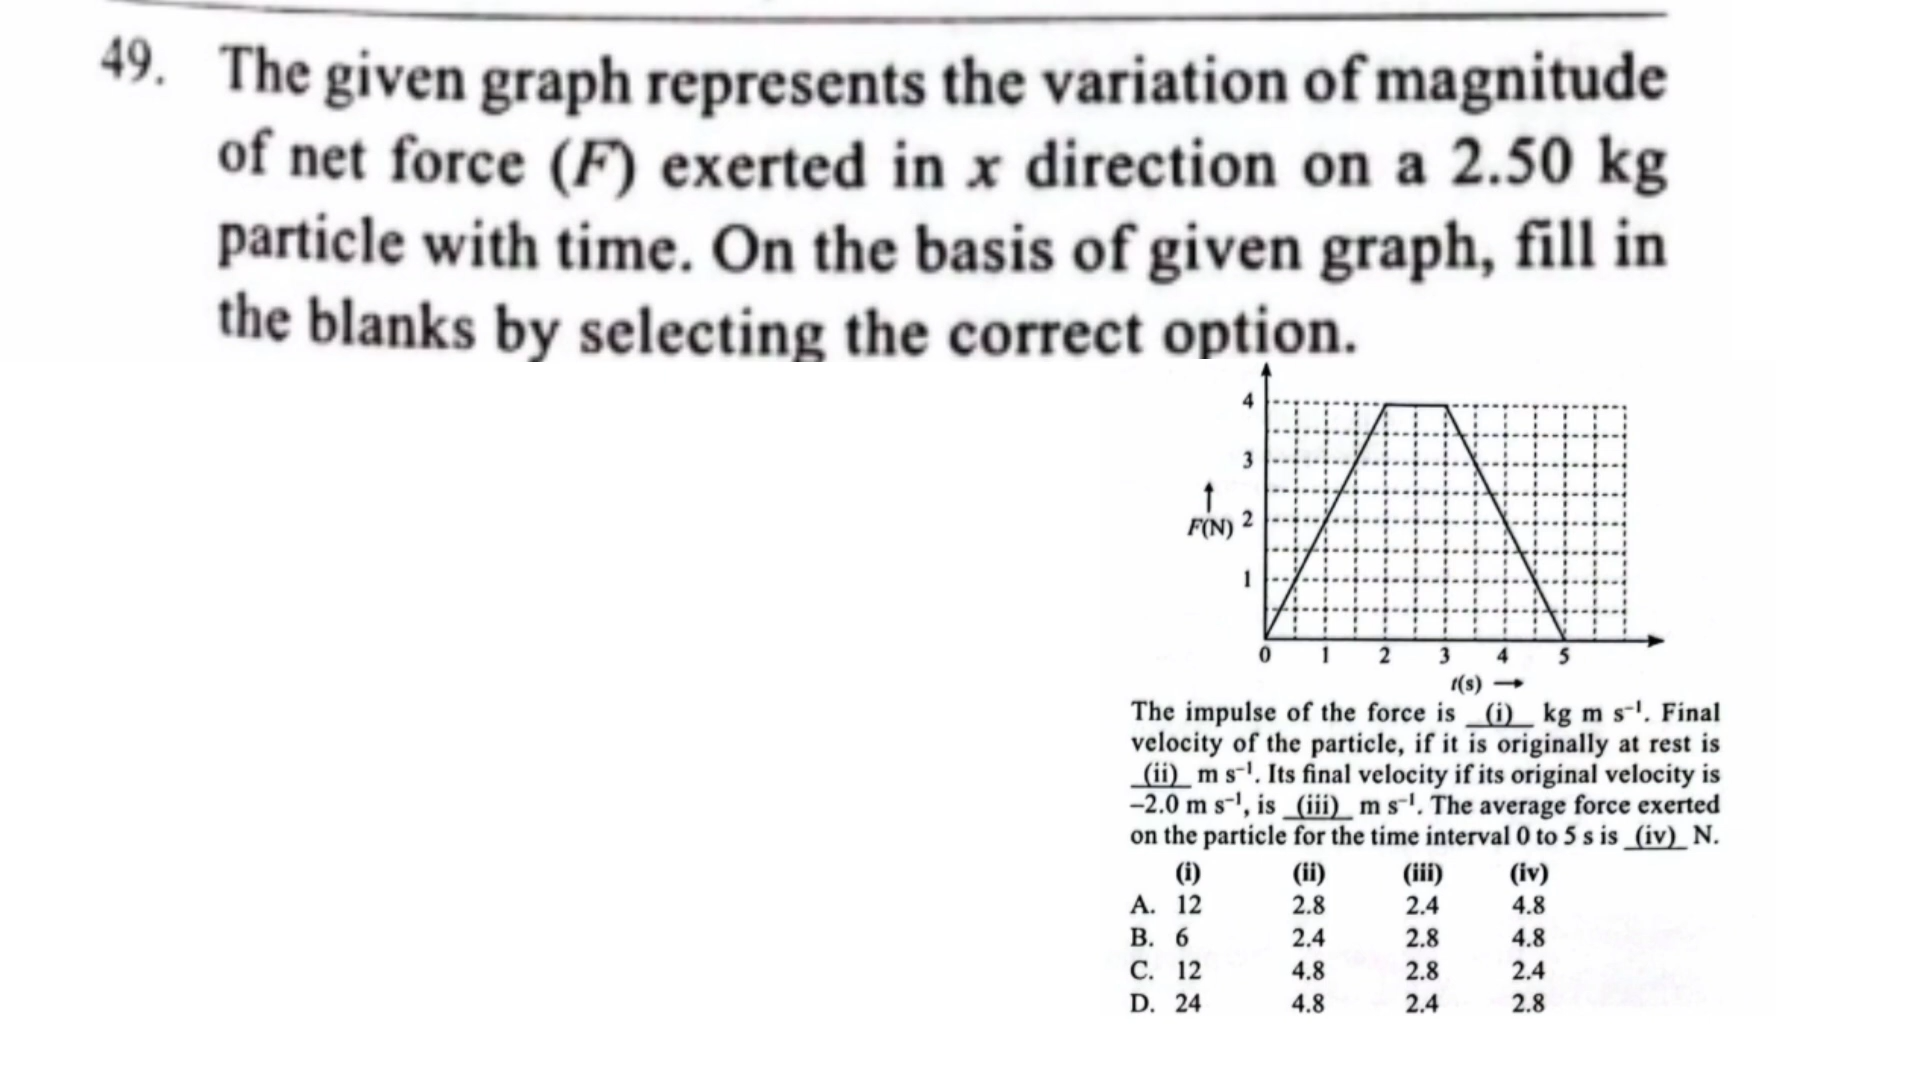 49. The given graph represents the variation of magnitude
of net force (F) exerted in x direction on a 2.50 kg
particle with time. On the basis of given graph, fill in
the blanks by selecting the correct option.
4
3
F(N) 2
1
0 1 2 3 4 5
t(s) →
The impulse of the force is (i) kg m s⁻¹. Final
velocity of the particle, if it is originally at rest is
(ii) m s⁻¹. Its final velocity if its original velocity is
–2.0 m s⁻¹, is (iii) m s⁻¹. The average force exerted
on the particle for the time interval 0 to 5 s is (iv) N.
(i) (ii) (iii) (iv)
A. 12 2.8 2.4 4.8
B. 6 2.4 2.8 4.8
C. 12 4.8 2.8 2.4
D. 24 4.8 2.4 2.8